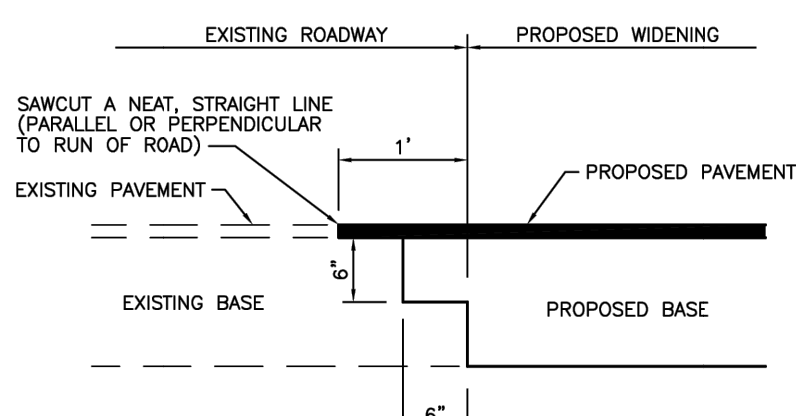 EXISTING ROADWAY
PROPOSED WIDENING
SAWCUT A NEAT, STRAIGHT LINE
(PARALLEL OR PERPENDICULAR
TO RUN OF ROAD)
1'
PROPOSED PAVEMENT
EXISTING PAVEMENT
6"
EXISTING BASE
PROPOSED BASE
6"